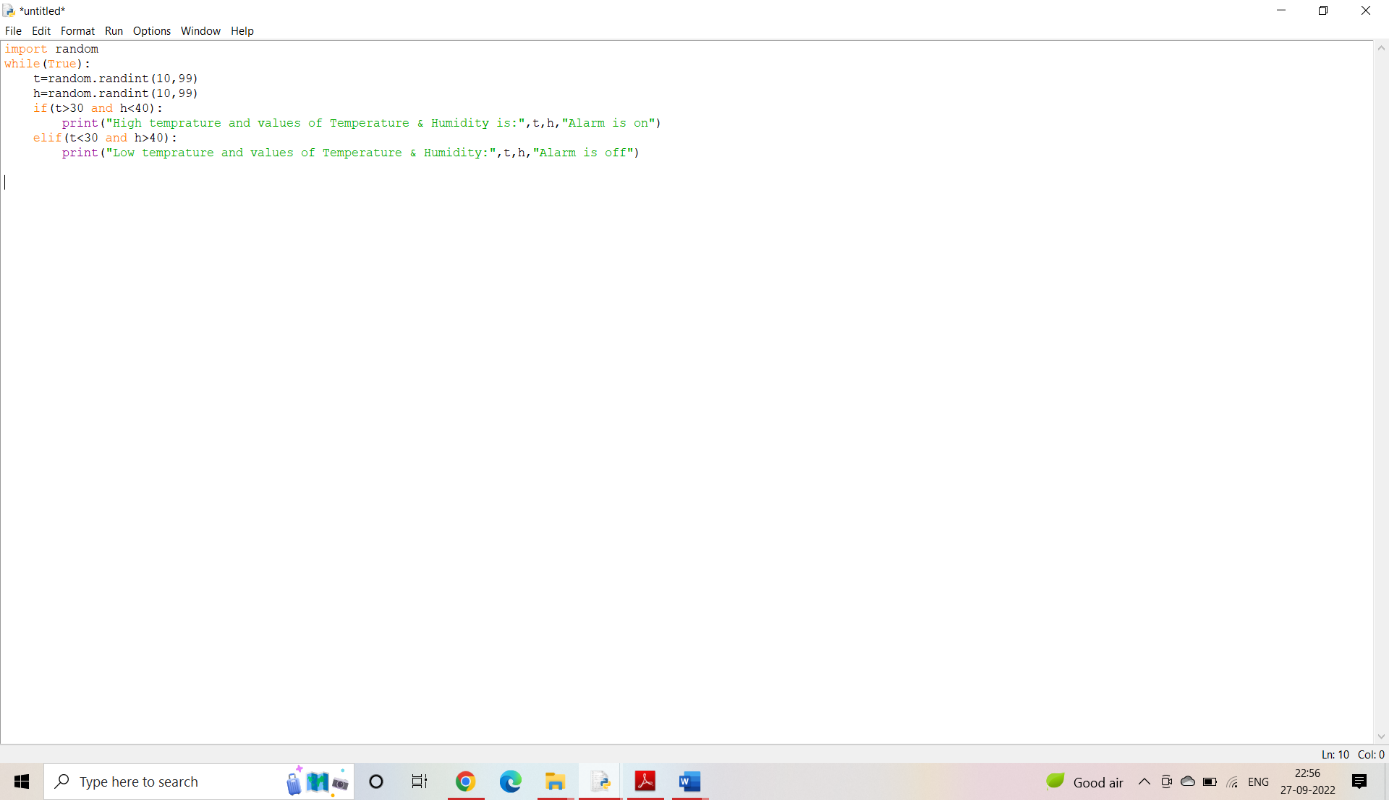 *untitled*
File Edit Format Run Options Window Help
import random
while(True):
    t=random.randint(10,99)
    h=random.randint(10,99)
    if(t>30 and h<40):
        print("High temprature and values of Temperature & Humidity is:",t,h,"Alarm is on")
    elif(t<30 and h>40):
        print("Low temprature and values of Temperature & Humidity:",t,h,"Alarm is off")
Ln: 10 Col: 0
Type here to search
Good air
ENG
22:56
27-09-2022